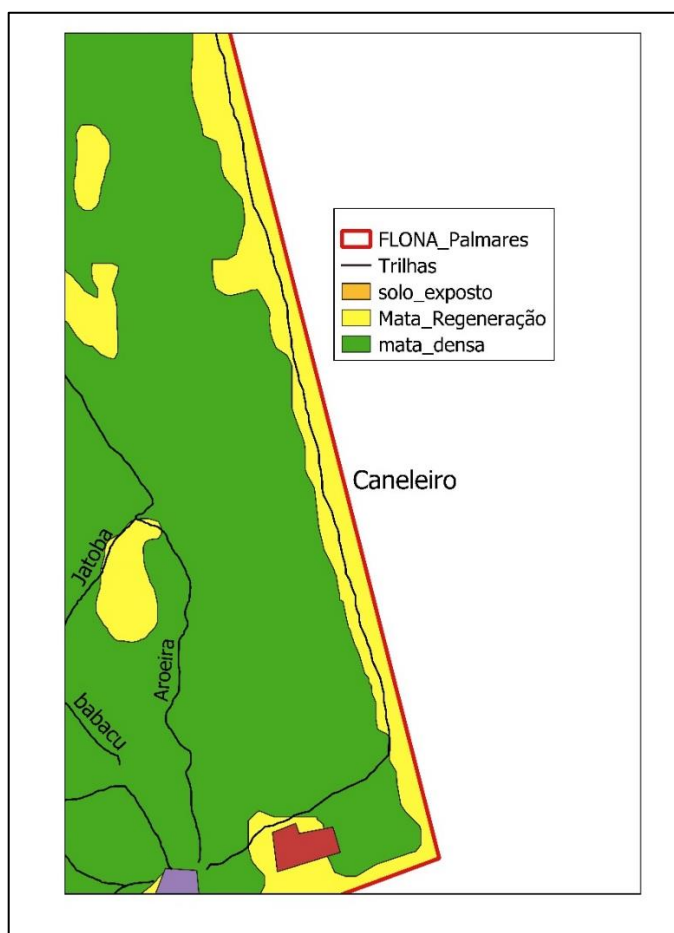 FLONA_Palmares
Trilhas
solo_exposto
Mata_Regeneração
mata_densa
Caneleiro
Jatoba
Aroeira
babacu